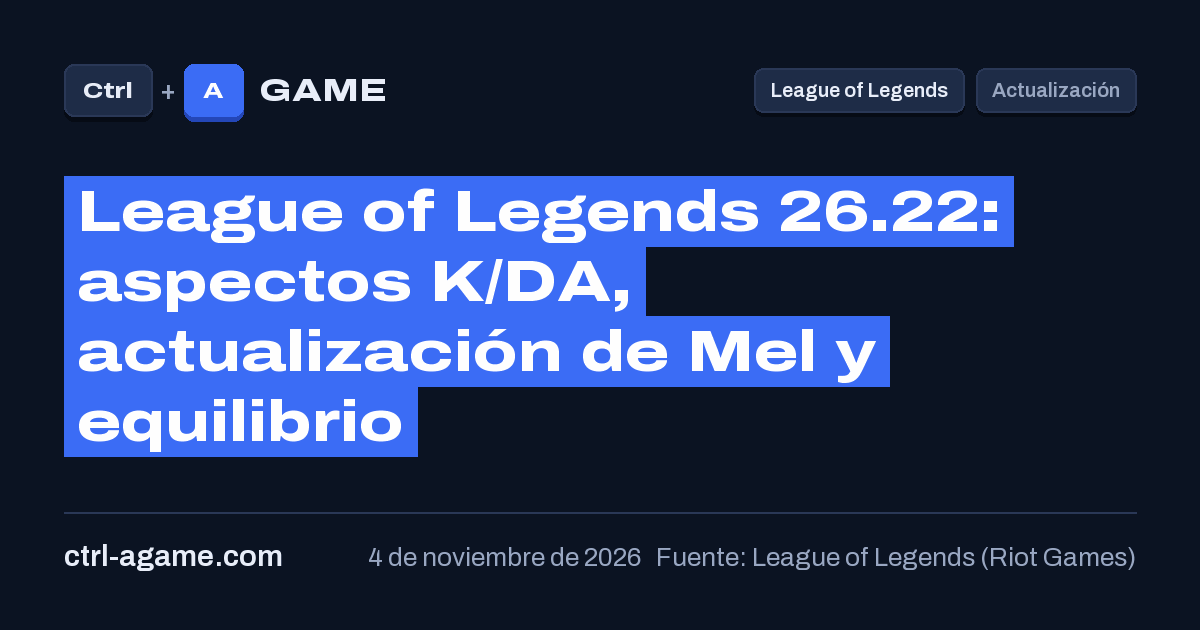 Ctrl + A GAME
League of Legends
Actualización
League of Legends 26.22:
aspectos K/DA,
actualización de Mel y
equilibrio
ctrl-agame.com
4 de noviembre de 2026 Fuente: League of Legends (Riot Games)